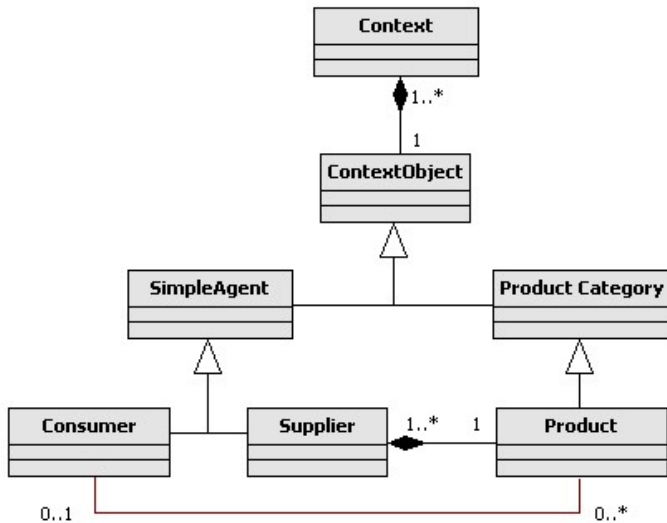 Context
1..*
1
ContextObject
SimpleAgent
Product Category
Consumer
Supplier
1..*
1
Product
0..1
0..*